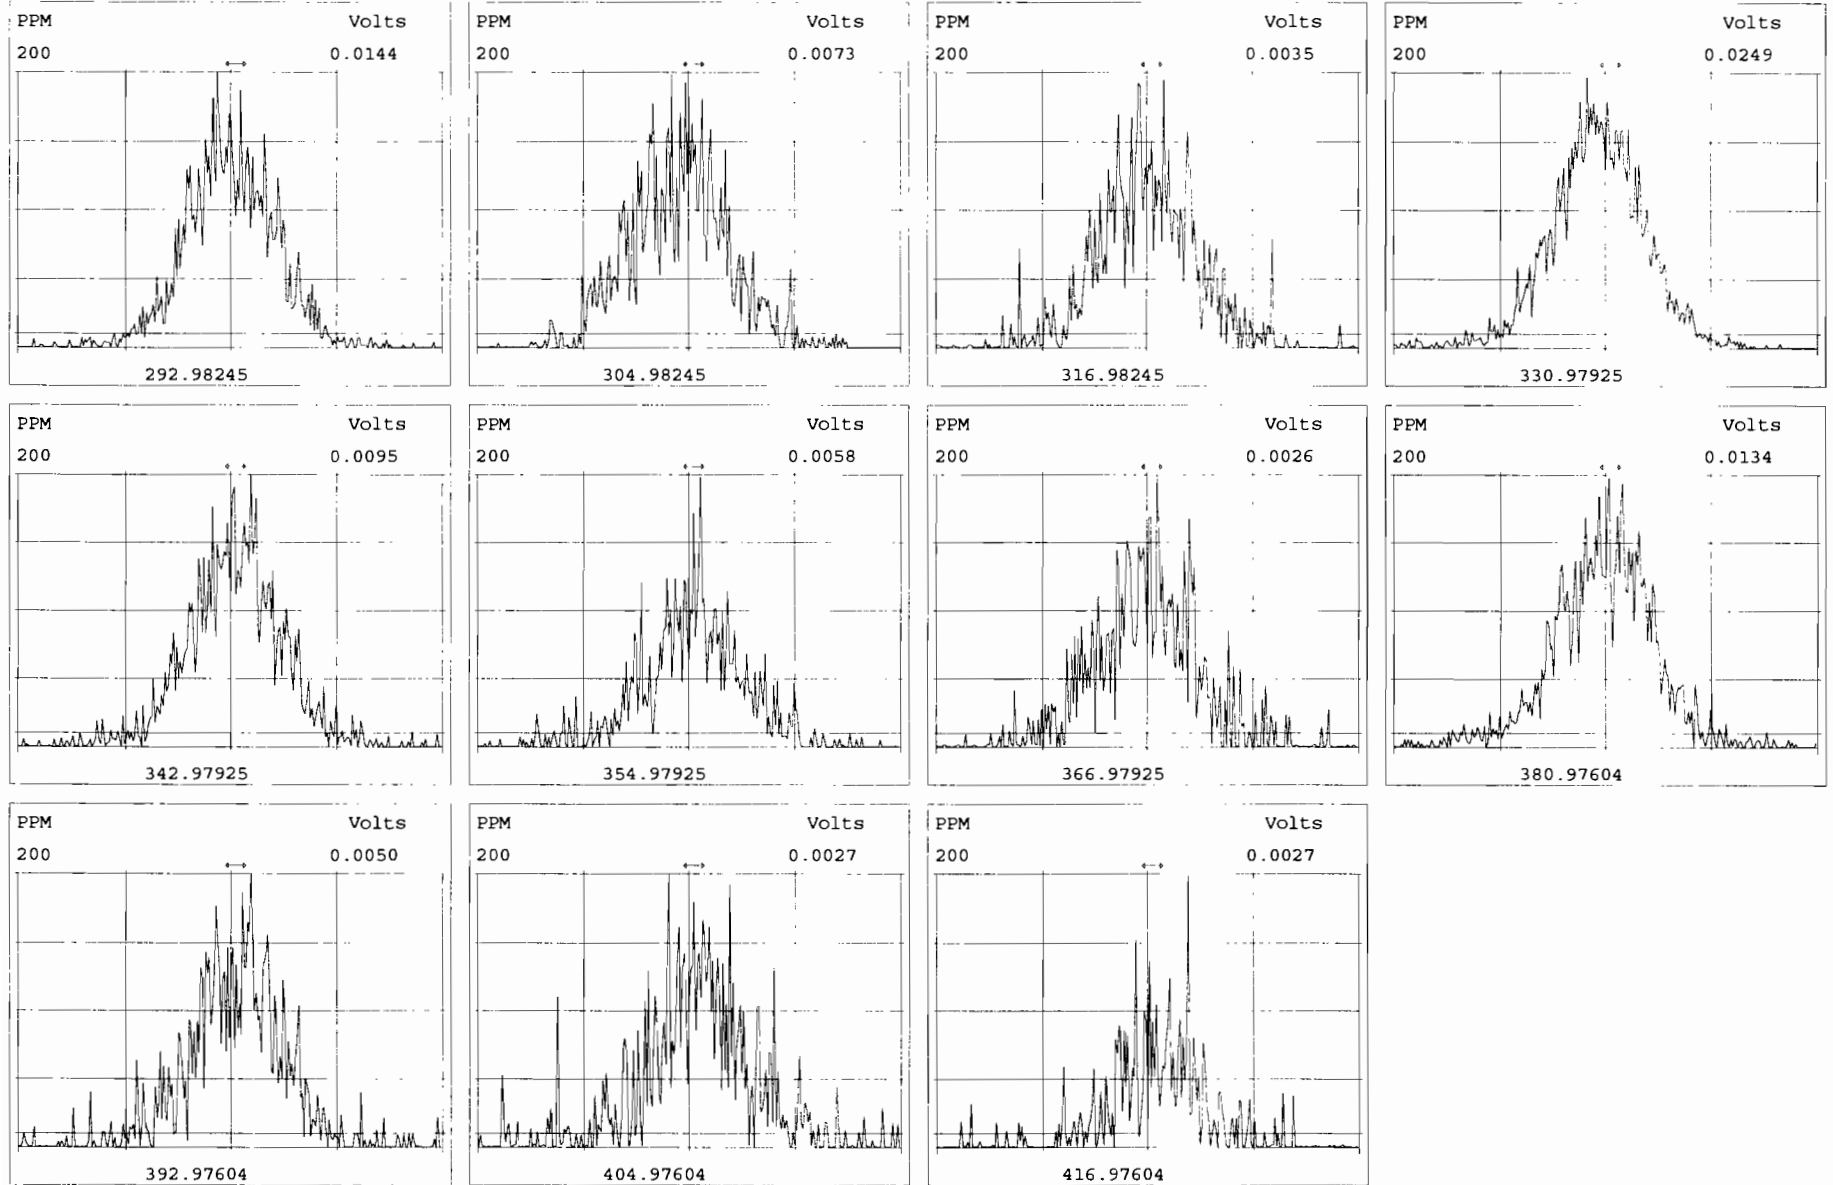 PPM Volts
200 0.0144
292.98245
PPM Volts
200 0.0073
304.98245
PPM Volts
200 0.0035
316.98245
PPM Volts
200 0.0249
330.97925
PPM Volts
200 0.0095
342.97925
PPM Volts
200 0.0058
354.97925
PPM Volts
200 0.0026
366.97925
PPM Volts
200 0.0134
380.97604
PPM Volts
200 0.0050
392.97604
PPM Volts
200 0.0027
404.97604
PPM Volts
200 0.0027
416.97604